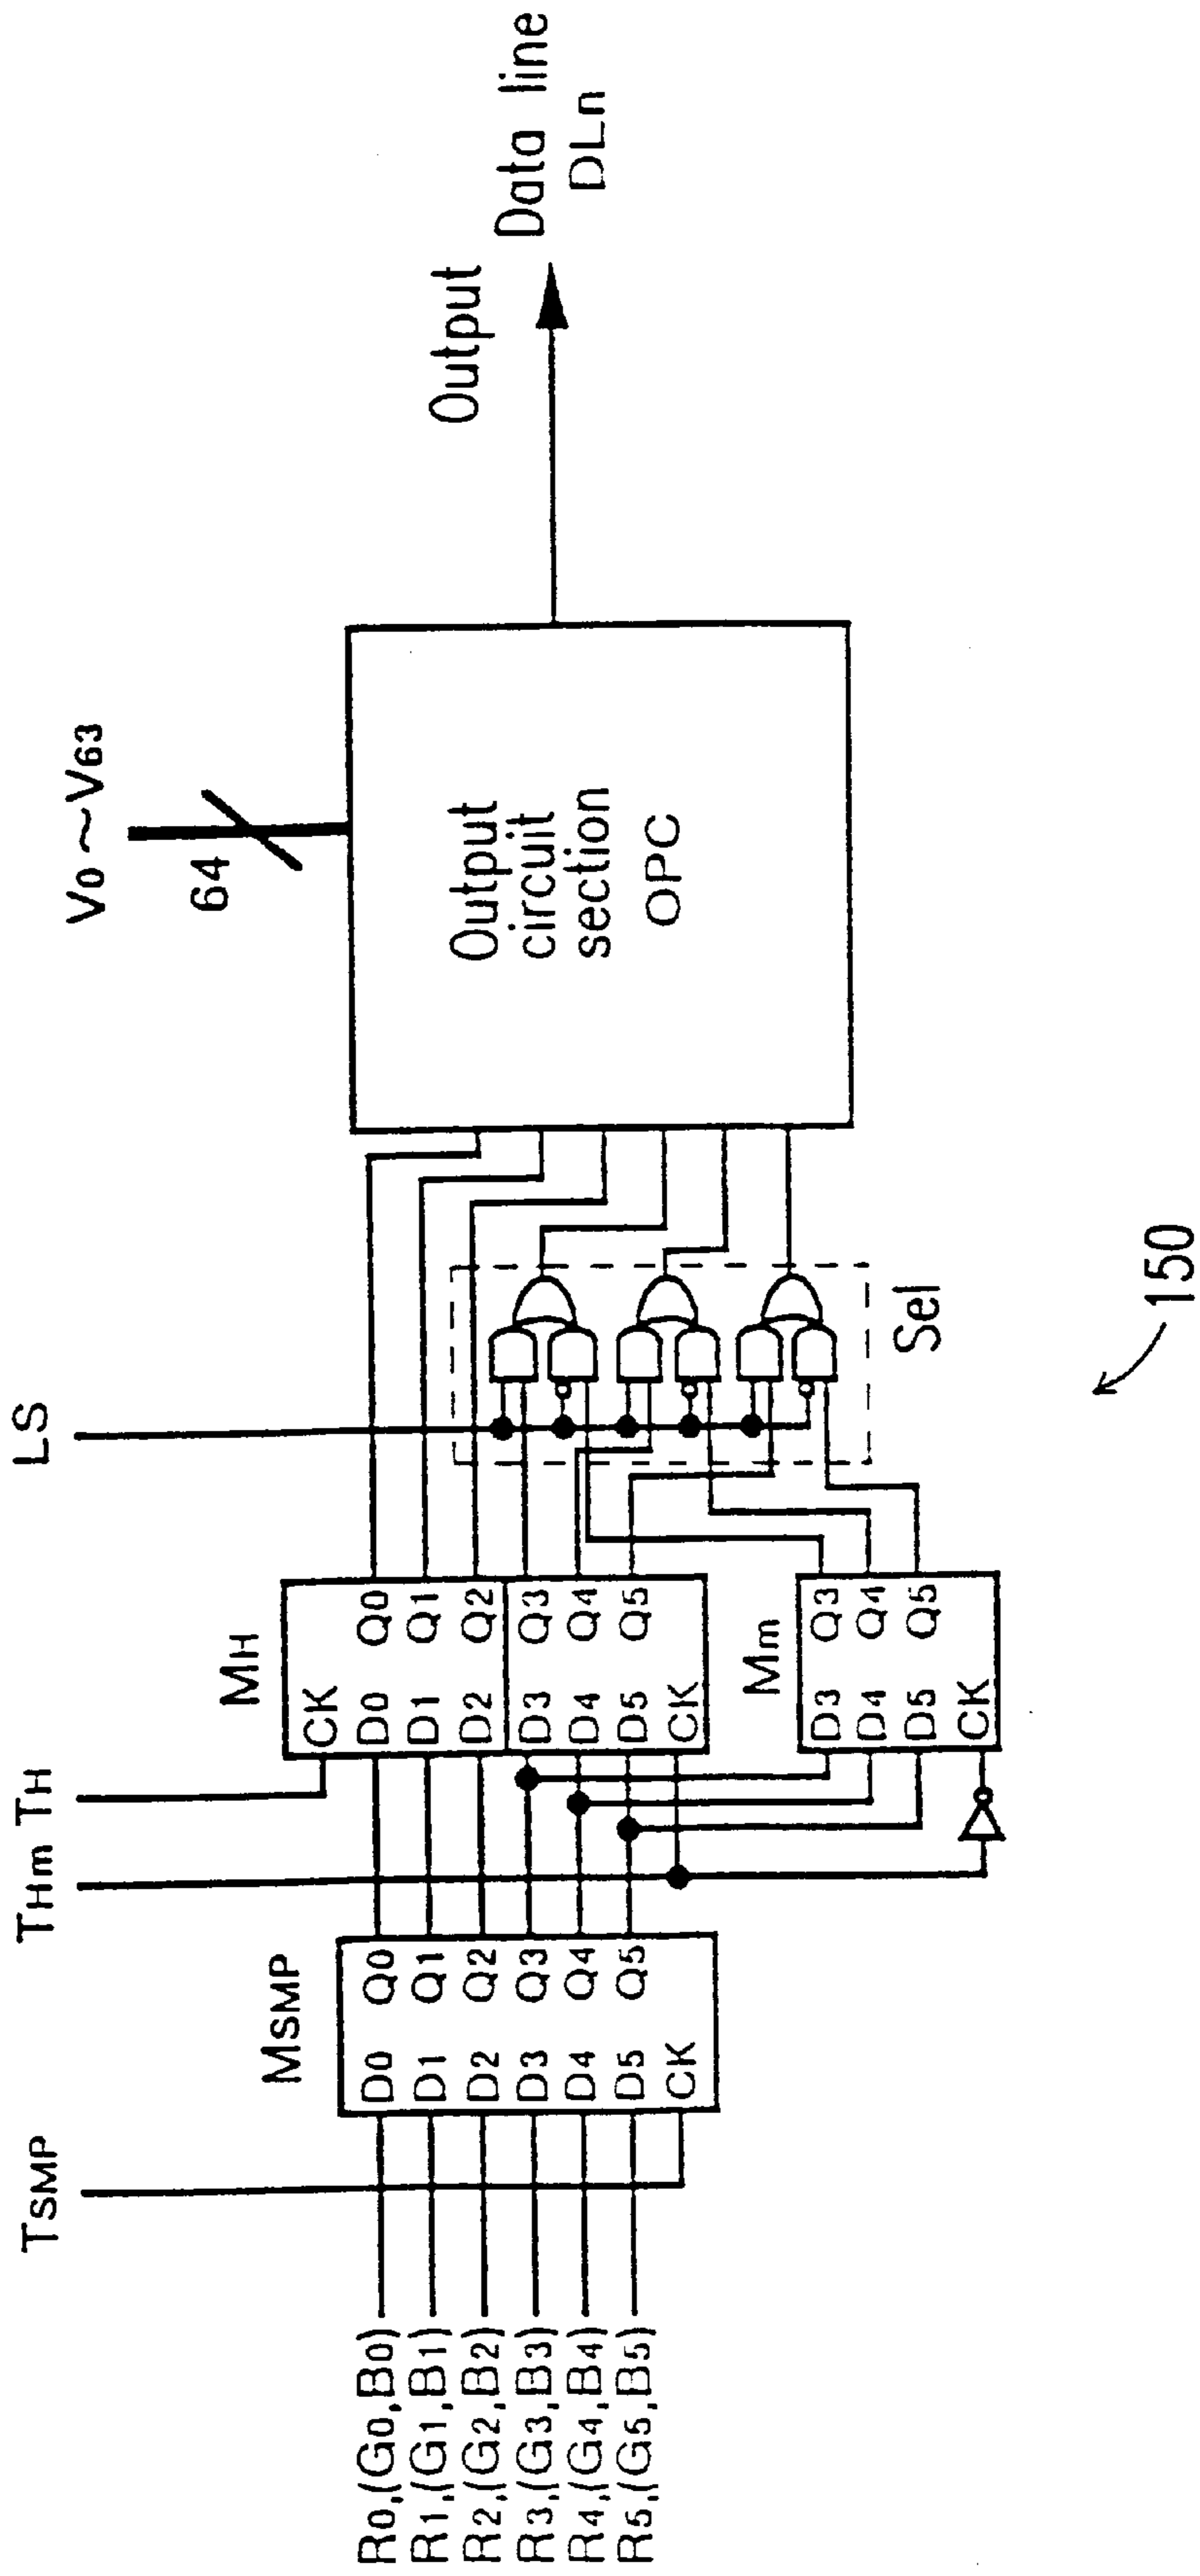 TSMP
THm
TH
LS
V0～V63
64
R0,(G0,B0)
R1,(G1,B1)
R2,(G2,B2)
R3,(G3,B3)
R4,(G4,B4)
R5,(G5,B5)
MSMP
D0 Q0
D1 Q1
D2 Q2
D3 Q3
D4 Q4
D5 Q5
CK
MH
CK
D0 Q0
D1 Q1
D2 Q2
D3 Q3
D4 Q4
D5 Q5
CK
Mm
D3 Q3
D4 Q4
D5 Q5
CK
Sel
Output
circuit
section
OPC
Output
Data line
DLn
150